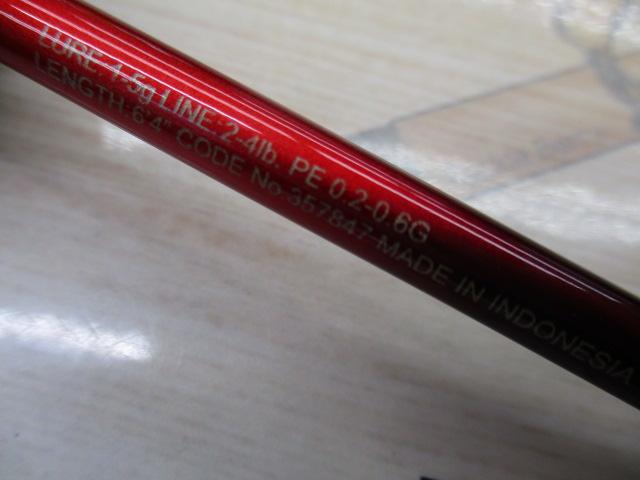 LURE:1.5g LINE:2-4lb. PE 0.2-0.6G
LENGTH:6'4" CODE No.357847 MADE IN INDONESIA